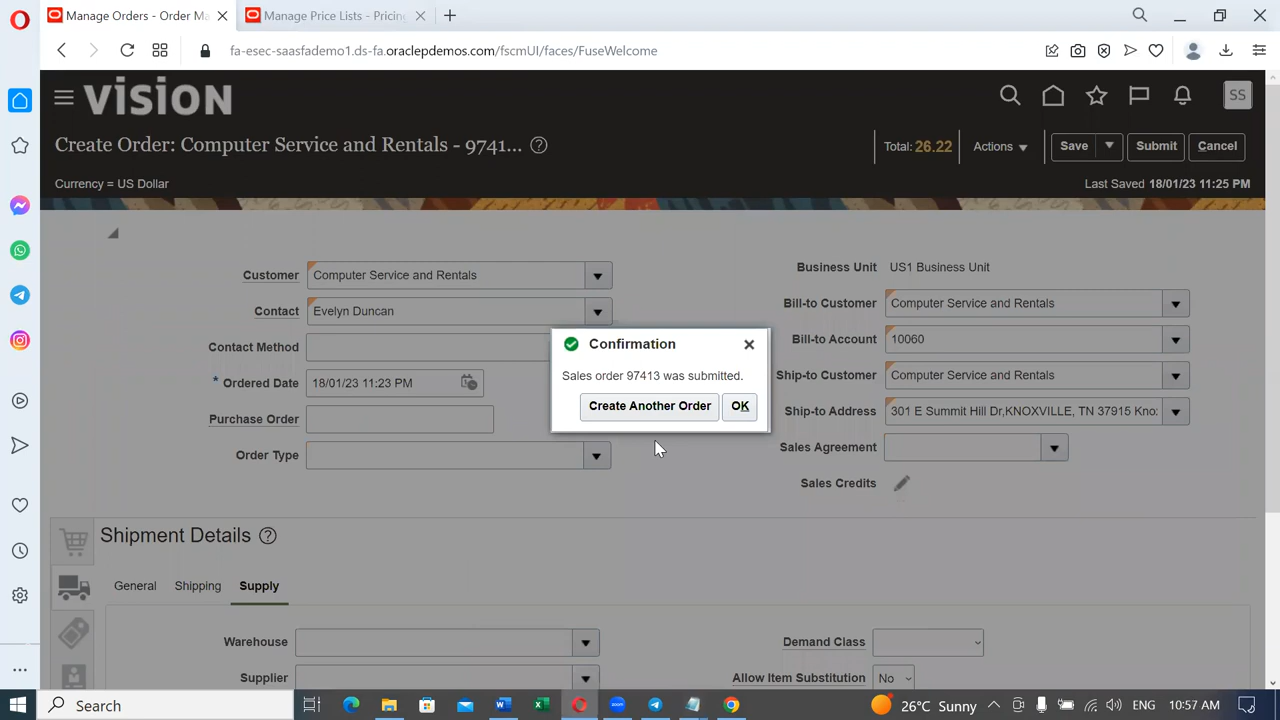 Manage Orders - Order Ma
Manage Price Lists - Pricing
fa-esec-saasfademo1.ds-fa.oraclepdemos.com/fscmUI/faces/FuseWelcome
vision
SS
Create Order: Computer Service and Rentals - 9741... ?
Total: 26.22
Actions
Save
Submit
Cancel
Currency = US Dollar
Last Saved 18/01/23 11:25 PM
Customer Computer Service and Rentals
Business Unit US1 Business Unit
Contact Evelyn Duncan
Bill-to Customer Computer Service and Rentals
Contact Method
Bill-to Account 10060
* Ordered Date 18/01/23 11:23 PM
Ship-to Customer Computer Service and Rentals
Purchase Order
Ship-to Address 301 E Summit Hill Dr,KNOXVILLE, TN 37915 Kno
Order Type
Sales Agreement
Sales Credits
Confirmation
Sales order 97413 was submitted.
Create Another Order
OK
Shipment Details ?
General Shipping Supply
Warehouse
Demand Class
Supplier
Allow Item Substitution No
Search
26°C Sunny
ENG
10:57 AM